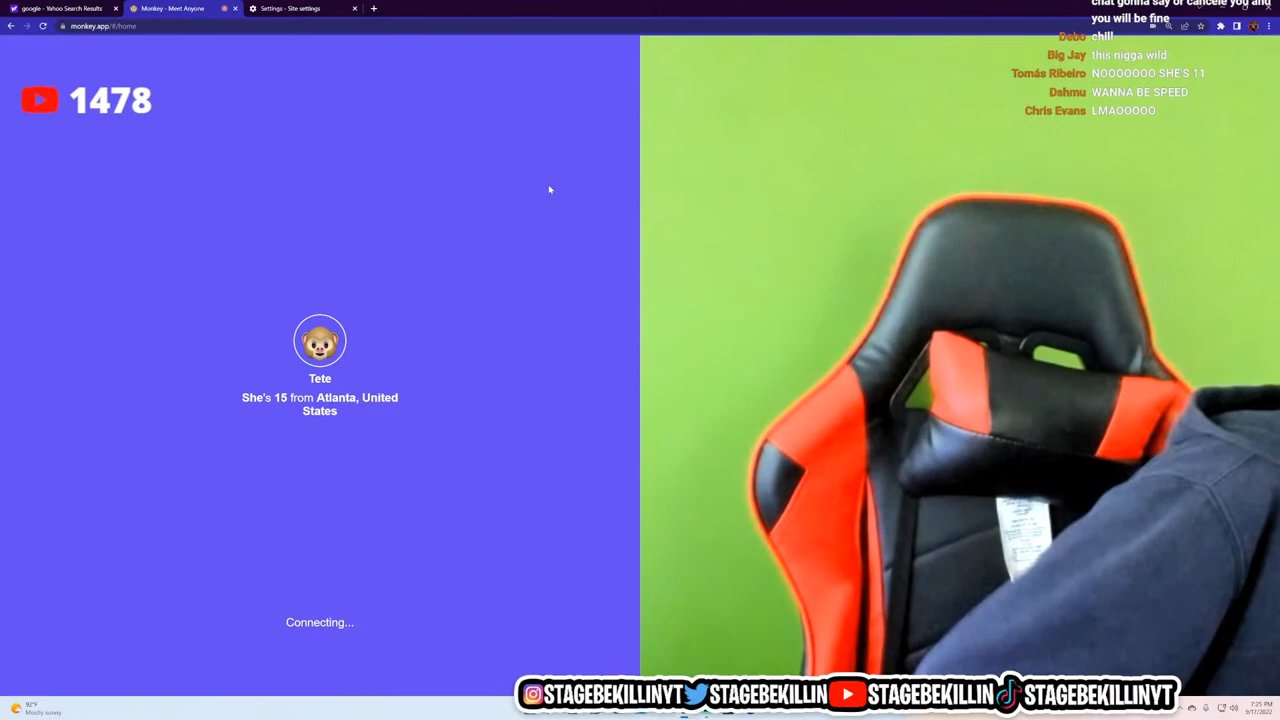 google - Yahoo Search Results
Monkey - Meet Anyone
Settings - Site settings
monkey.app/#/home
chat gonna say or cancele you and
you will be fine
Debo chill
Big Jay this nigga wild
Tomás Ribeiro NOOOOOOO SHE'S 11
Dshmu WANNA BE SPEED
Chris Evans LMAOOOOO
1478
Tete
She's 15 from Atlanta, United
States
Connecting...
STAGEBEKILLINYT STAGEBEKILLIN STAGEBEKILLIN STAGEBEKILLINYT
92°F
Mostly sunny
7:25 PM
9/17/2022